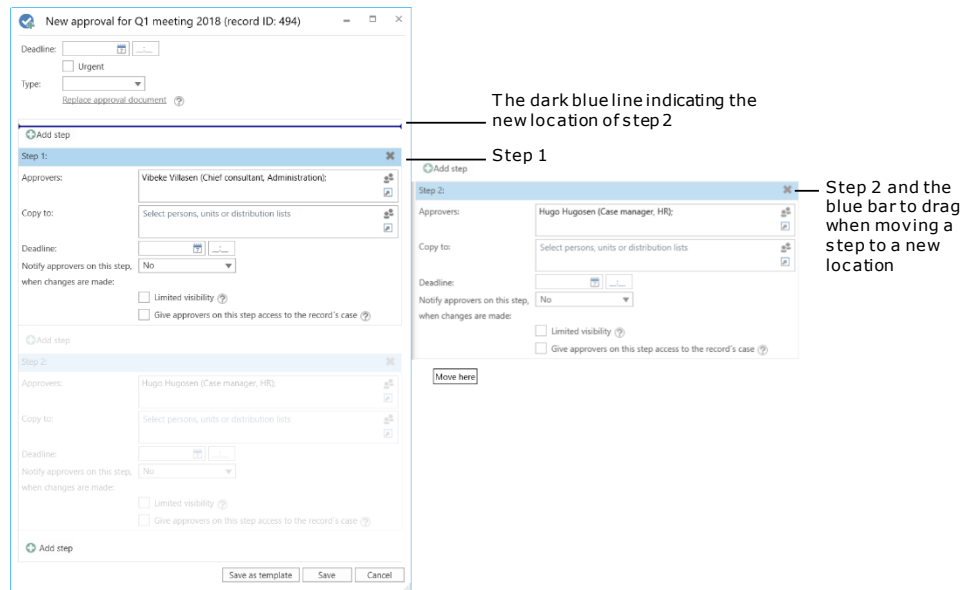 New approval for Q1 meeting 2018 (record ID: 494)
Deadline:
Urgent
Type:
Replace approval document
Add step
Step 1:
Approvers: Vibeke Villasen (Chief consultant, Administration);
Copy to: Select persons, units or distribution lists
Deadline:
Notify approvers on this step, No
when changes are made:
Limited visibility
Give approvers on this step access to the record's case
Add step
Step 2:
Approvers: Hugo Hugosen (Case manager, HR);
Copy to: Select persons, units or distribution lists
Deadline:
Notify approvers on this step, No
when changes are made:
Limited visibility
Give approvers on this step access to the record's case
Add step
Save as template Save Cancel
The dark blue line indicating the
new location of step 2
Step 1
Add step
Step 2:
Approvers: Hugo Hugosen (Case manager, HR);
Copy to: Select persons, units or distribution lists
Deadline:
Notify approvers on this step, No
when changes are made:
Limited visibility
Give approvers on this step access to the record's case
Move here
Step 2 and the
blue bar to drag
when moving a
step to a new
location